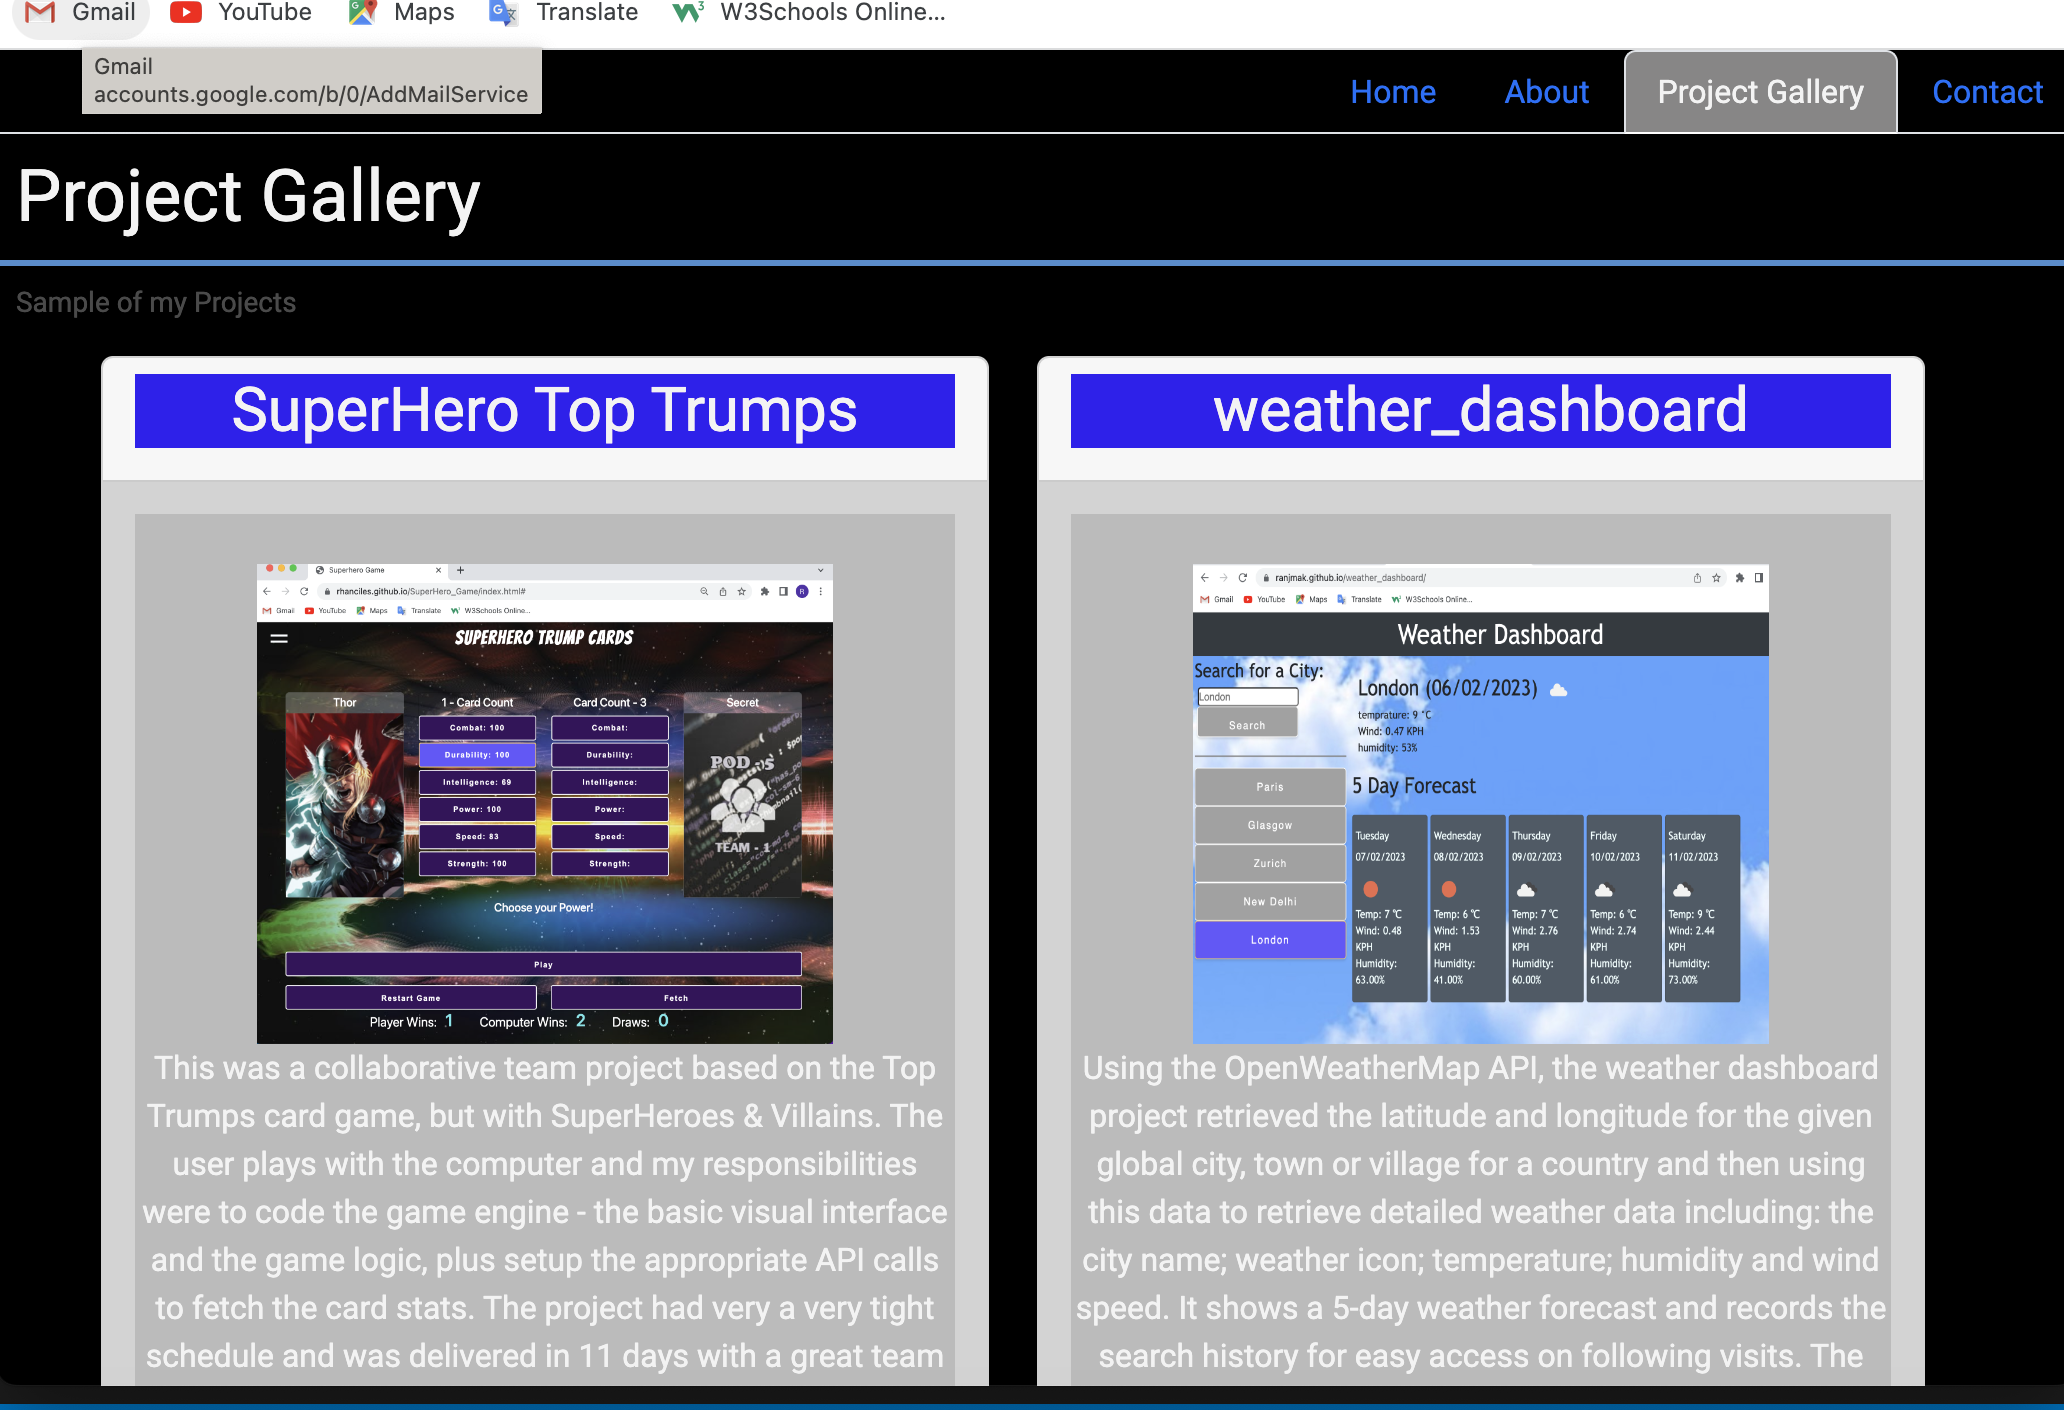 Gmail YouTube Maps Translate W3Schools Online...
Gmail
accounts.google.com/b/0/AddMailService
Home About Project Gallery Contact
Project Gallery
Sample of my Projects
SuperHero Top Trumps
Superhero Game
rhanciles.github.io/SuperHero_Game/index.html#
Gmail YouTube Maps Translate W3Schools Online...
SUPERHERO TRUMP CARDS
Thor 1 - Card Count Card Count - 3 Secret
Combat: 100 Combat:
Durability: 100 Durability:
Intelligence: 69 Intelligence:
Power: 100 Power:
Speed: 83 Speed:
Strength: 100 Strength:
POD -
TEAM - 1
Choose your Power!
Play
Restart Game Fetch
Player Wins: 1 Computer Wins: 2 Draws: 0
This was a collaborative team project based on the Top
Trumps card game, but with SuperHeroes & Villains. The
user plays with the computer and my responsibilities
were to code the game engine - the basic visual interface
and the game logic, plus setup the appropriate API calls
to fetch the card stats. The project had very a very tight
schedule and was delivered in 11 days with a great team
weather_dashboard
ranjmak.github.io/weather_dashboard/
Gmail YouTube Maps Translate W3Schools Online...
Weather Dashboard
Search for a City:
London
Search
Paris
Glasgow
Zurich
New Delhi
London
London (06/02/2023)
temprature: 9 °C
Wind: 0.47 KPH
humidity: 53%
5 Day Forecast
Tuesday Wednesday Thursday Friday Saturday
07/02/2023 08/02/2023 09/02/2023 10/02/2023 11/02/2023
Temp: 7 °C Temp: 6 °C Temp: 7 °C Temp: 6 °C Temp: 9 °C
Wind: 0.48 Wind: 1.53 Wind: 2.76 Wind: 2.74 Wind: 2.44
KPH KPH KPH KPH KPH
Humidity: Humidity: Humidity: Humidity: Humidity:
63.00% 41.00% 60.00% 61.00% 73.00%
Using the OpenWeatherMap API, the weather dashboard
project retrieved the latitude and longitude for the given
global city, town or village for a country and then using
this data to retrieve detailed weather data including: the
city name; weather icon; temperature; humidity and wind
speed. It shows a 5-day weather forecast and records the
search history for easy access on following visits. The